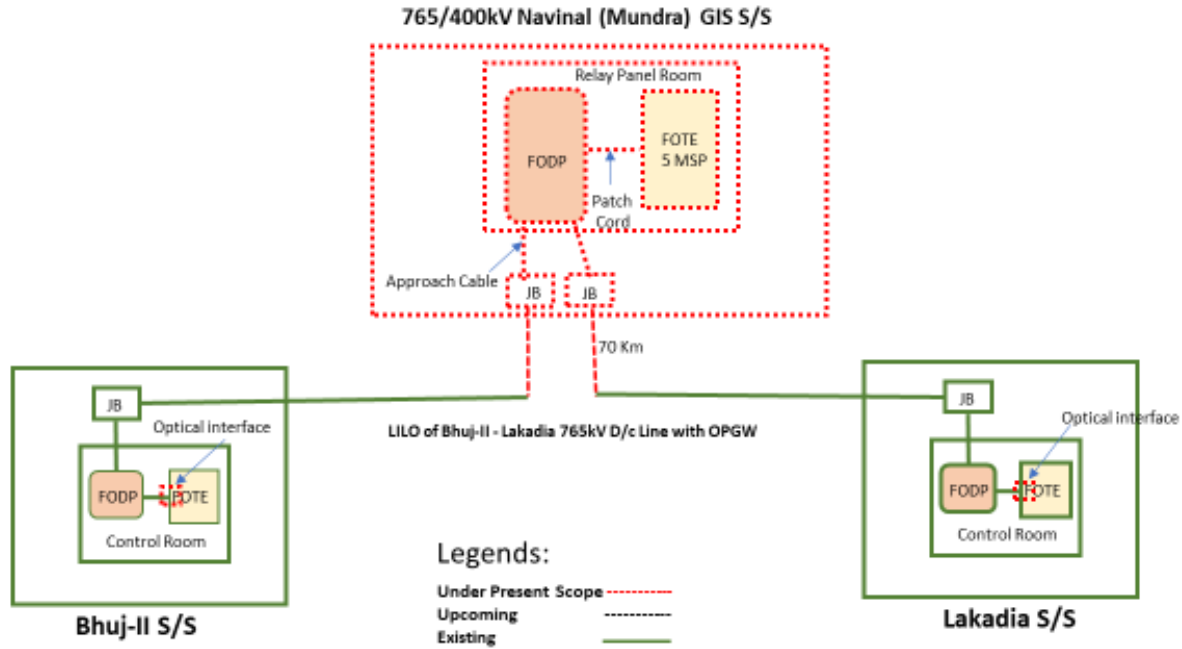 765/400kV Navinal (Mundra) GIS S/S
Relay Panel Room
FODP
FOTE
5 MSP
Patch
Cord
Approach Cable
JB
JB
70 Km
JB
Optical interface
FODP
FOTE
Control Room
Bhuj-II S/S
LILO of Bhuj-II - Lakadia 765kV D/c Line with OPGW
JB
Optical interface
FODP
FOTE
Control Room
Lakadia S/S
Legends:
Under Present Scope
Upcoming
Existing